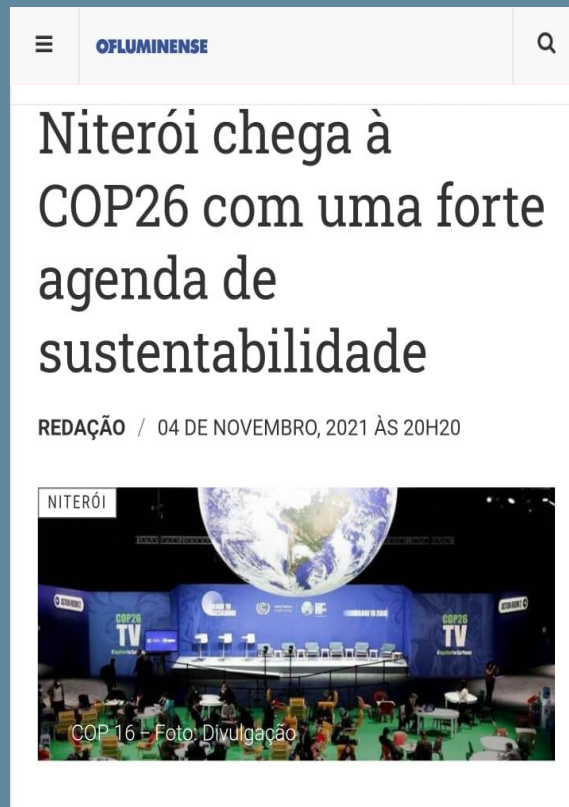 OFLUMINENSE
Niterói chega à
COP26 com uma forte
agenda de
sustentabilidade
REDAÇÃO / 04 DE NOVEMBRO, 2021 ÀS 20H20
NITERÓI
COP26
TV
COP26
TV
COP 16 – Foto: Divulgação